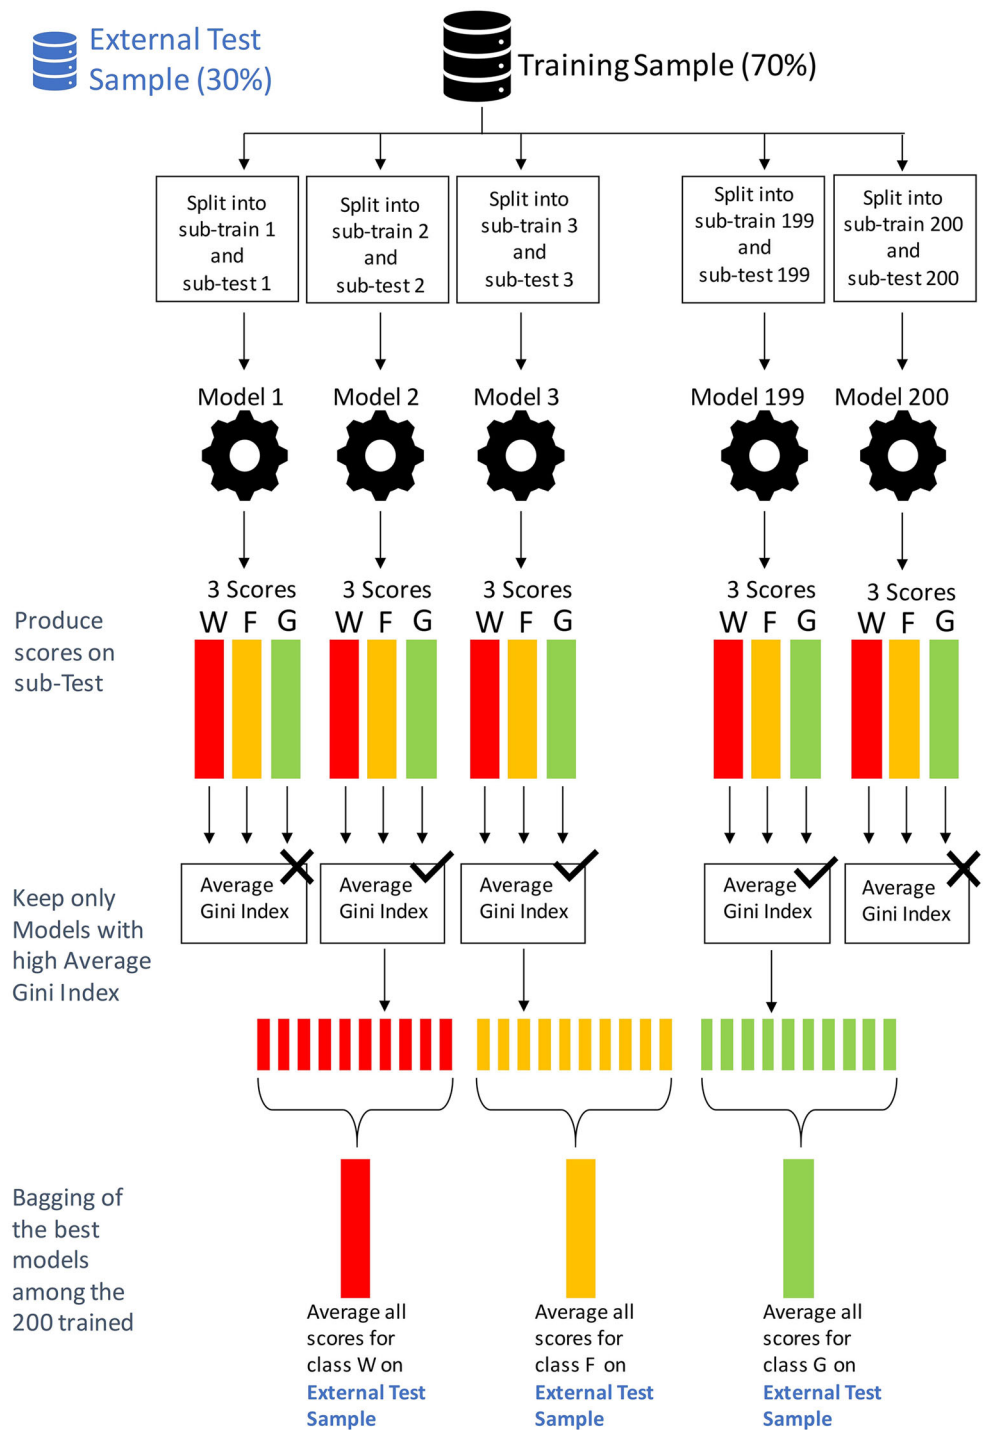 External Test
Sample (30%)
Training Sample (70%)
Split into
sub-train 1
and
sub-test 1
Split into
sub-train 2
and
sub-test 2
Split into
sub-train 3
and
sub-test 3
Split into
sub-train 199
and
sub-test 199
Split into
sub-train 200
and
sub-test 200
Model 1
Model 2
Model 3
Model 199
Model 200
Produce
scores on
sub-Test
3 Scores
W F G
3 Scores
W F G
3 Scores
W F G
3 Scores
W F G
3 Scores
W F G
Keep only
Models with
high Average
Gini Index
Average
Gini Index
Average
Gini Index
Average
Gini Index
Average
Gini Index
Average
Gini Index
Bagging of
the best
models
among the
200 trained
Average all
scores for
class W on
External Test
Sample
Average all
scores for
class F on
External Test
Sample
Average all
scores for
class G on
External Test
Sample